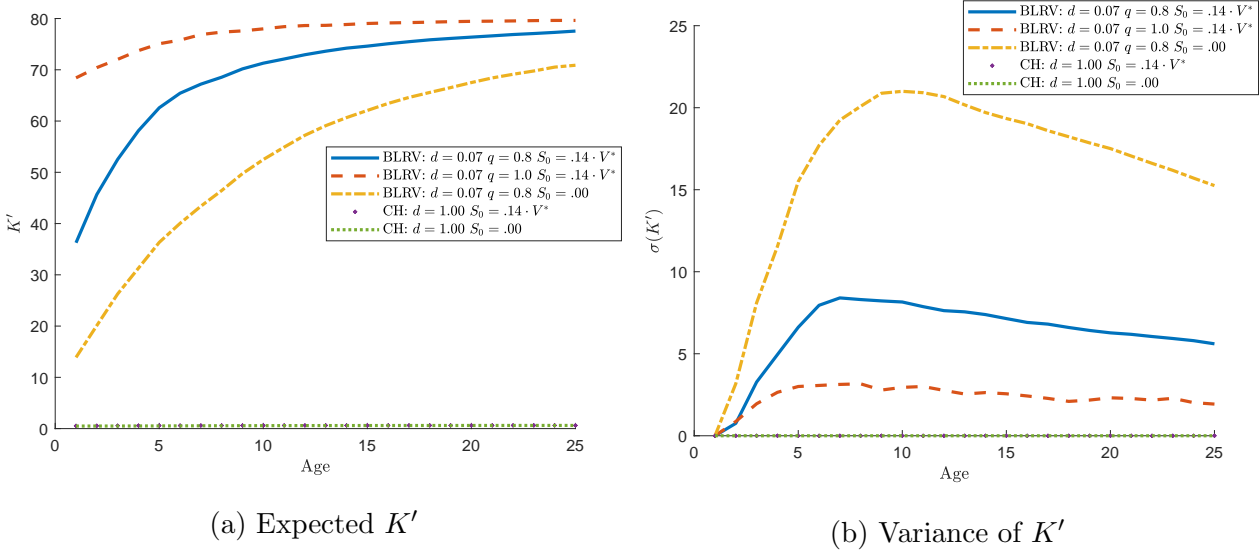 80
70
60
50
40
30
20
10
0
K′
BLRV: d = 0.07 q = 0.8 S₀ = .14 · V*
BLRV: d = 0.07 q = 1.0 S₀ = .14 · V*
BLRV: d = 0.07 q = 0.8 S₀ = .00
CH: d = 1.00 S₀ = .14 · V*
CH: d = 1.00 S₀ = .00
0 5 10 15 20 25
Age
(a) Expected K′
25
20
15
10
5
0
σ(K′)
BLRV: d = 0.07 q = 0.8 S₀ = .14 · V*
BLRV: d = 0.07 q = 1.0 S₀ = .14 · V*
BLRV: d = 0.07 q = 0.8 S₀ = .00
CH: d = 1.00 S₀ = .14 · V*
CH: d = 1.00 S₀ = .00
0 5 10 15 20 25
Age
(b) Variance of K′